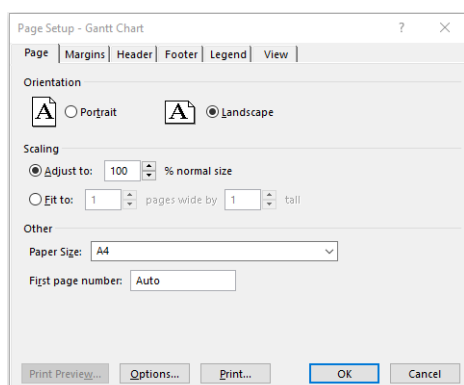 Page Setup - Gantt Chart ? ×
Page Margins Header Footer Legend View
Orientation
A Portrait A Landscape
Scaling
Adjust to: 100 % normal size
Fit to: 1 pages wide by 1 tall
Other
Paper Size: A4
First page number: Auto
Print Preview... Options... Print... OK Cancel